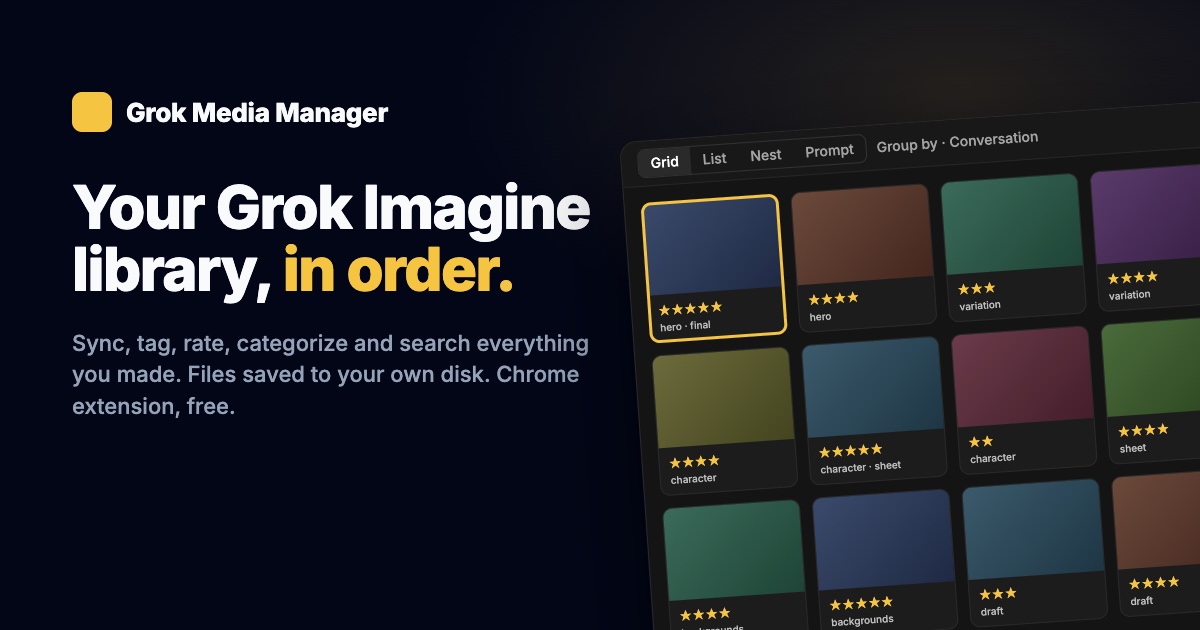 Grok Media Manager
Your Grok Imagine
library, in order.
Sync, tag, rate, categorize and search everything
you made. Files saved to your own disk. Chrome
extension, free.
Grid List Nest Prompt Group by · Conversation
★★★★★ ★★★★ ★★★ ★★★★
hero · final hero variation variation
★★★★ ★★★★★ ★★ ★★★★
character character · sheet character sheet
★★★★ ★★★★★ ★★★ ★★★★
backgrounds backgrounds draft draft